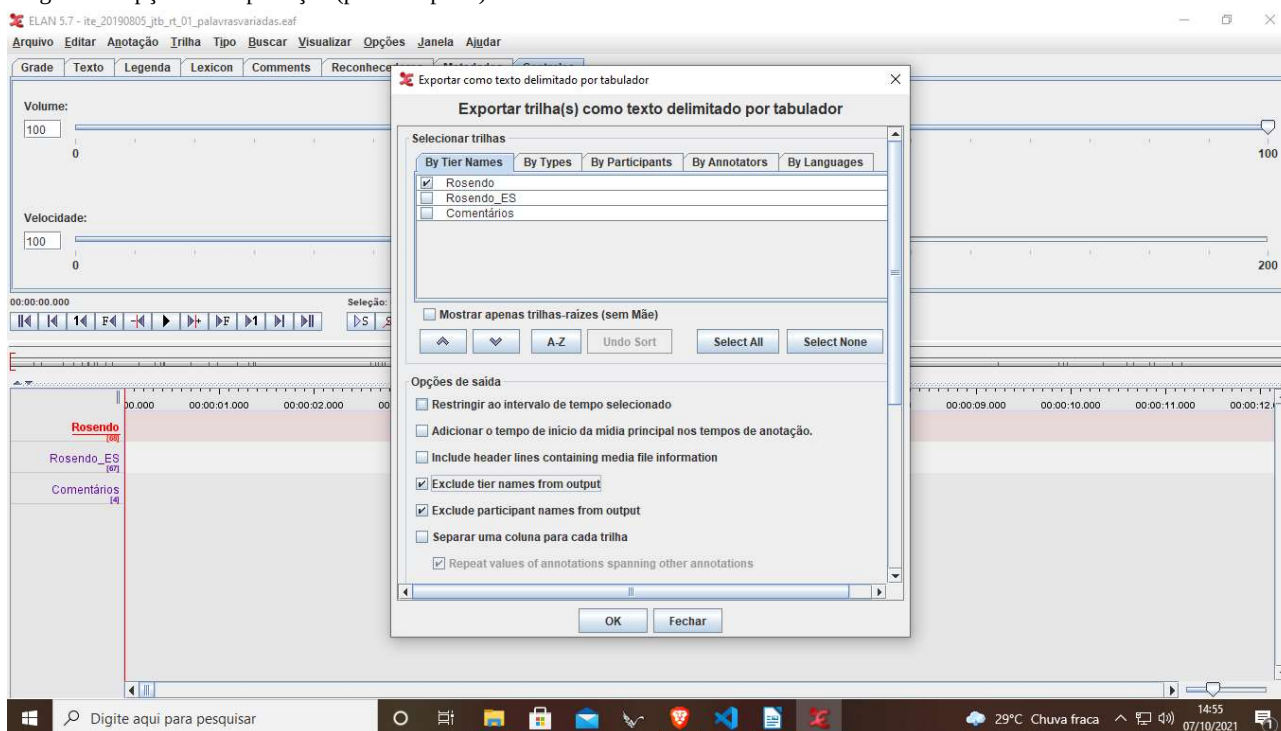 ELAN 5.7 - ite_20190805_jtb_rt_01_palavrasvariadas.eaf
Arquivo Editar Anotação Trilha Tipo Buscar Visualizar Opções Janela Ajudar
Grade Texto Legenda Lexicon Comments
Volume:
100
0
100
Velocidade:
100
0
200
00:00:00.000
Seleção:
Exportar como texto delimitado por tabulador
Exportar trilha(s) como texto delimitado por tabulador
Selecionar trilhas
By Tier Names By Types By Participants By Annotators By Languages
Rosendo
Rosendo_ES
Comentários
Mostrar apenas trilhas-raízes (sem Mãe)
A-Z Undo Sort Select All Select None
Opções de saída
Restringir ao intervalo de tempo selecionado
Adicionar o tempo de início da mídia principal nos tempos de anotação.
Include header lines containing media file information
Exclude tier names from output
Exclude participant names from output
Separar uma coluna para cada trilha
Repeat values of annotations spanning other annotations
OK Fechar
00:00:01.000 00:00:02.000 00:00:09.000 00:00:10.000 00:00:11.000
Rosendo
[68]
Rosendo_ES
[67]
Comentários
[4]
Digite aqui para pesquisar
29°C Chuva fraca
14:55
07/10/2021